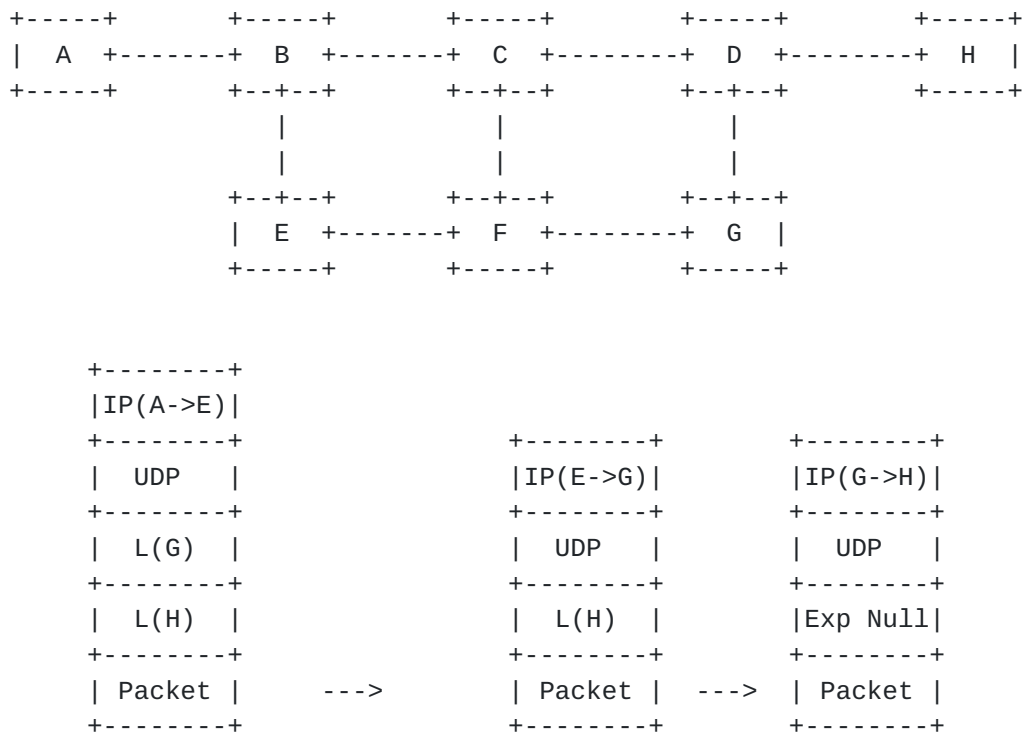 +-----+       +-----+       +-----+        +-----+        +-----+
|  A  +-------+  B  +-------+  C  +--------+  D  +--------+  H  |
+-----+       +--+--+       +--+--+        +--+--+        +-----+
                 |             |              |
                 |             |              |
              +--+--+       +--+--+        +--+--+
              |  E  +-------+  F  +--------+  G  |
              +-----+       +-----+        +-----+
     +--------+
     |IP(A->E)|
     +--------+                +--------+       +--------+
     |  UDP   |                |IP(E->G)|       |IP(G->H)|
     +--------+                +--------+       +--------+
     |  L(G)  |                |  UDP   |       |  UDP   |
     +--------+                +--------+       +--------+
     |  L(H)  |                |  L(H)  |       |Exp Null|
     +--------+                +--------+       +--------+
     | Packet |     --->       | Packet |  ---> | Packet |
     +--------+                +--------+       +--------+